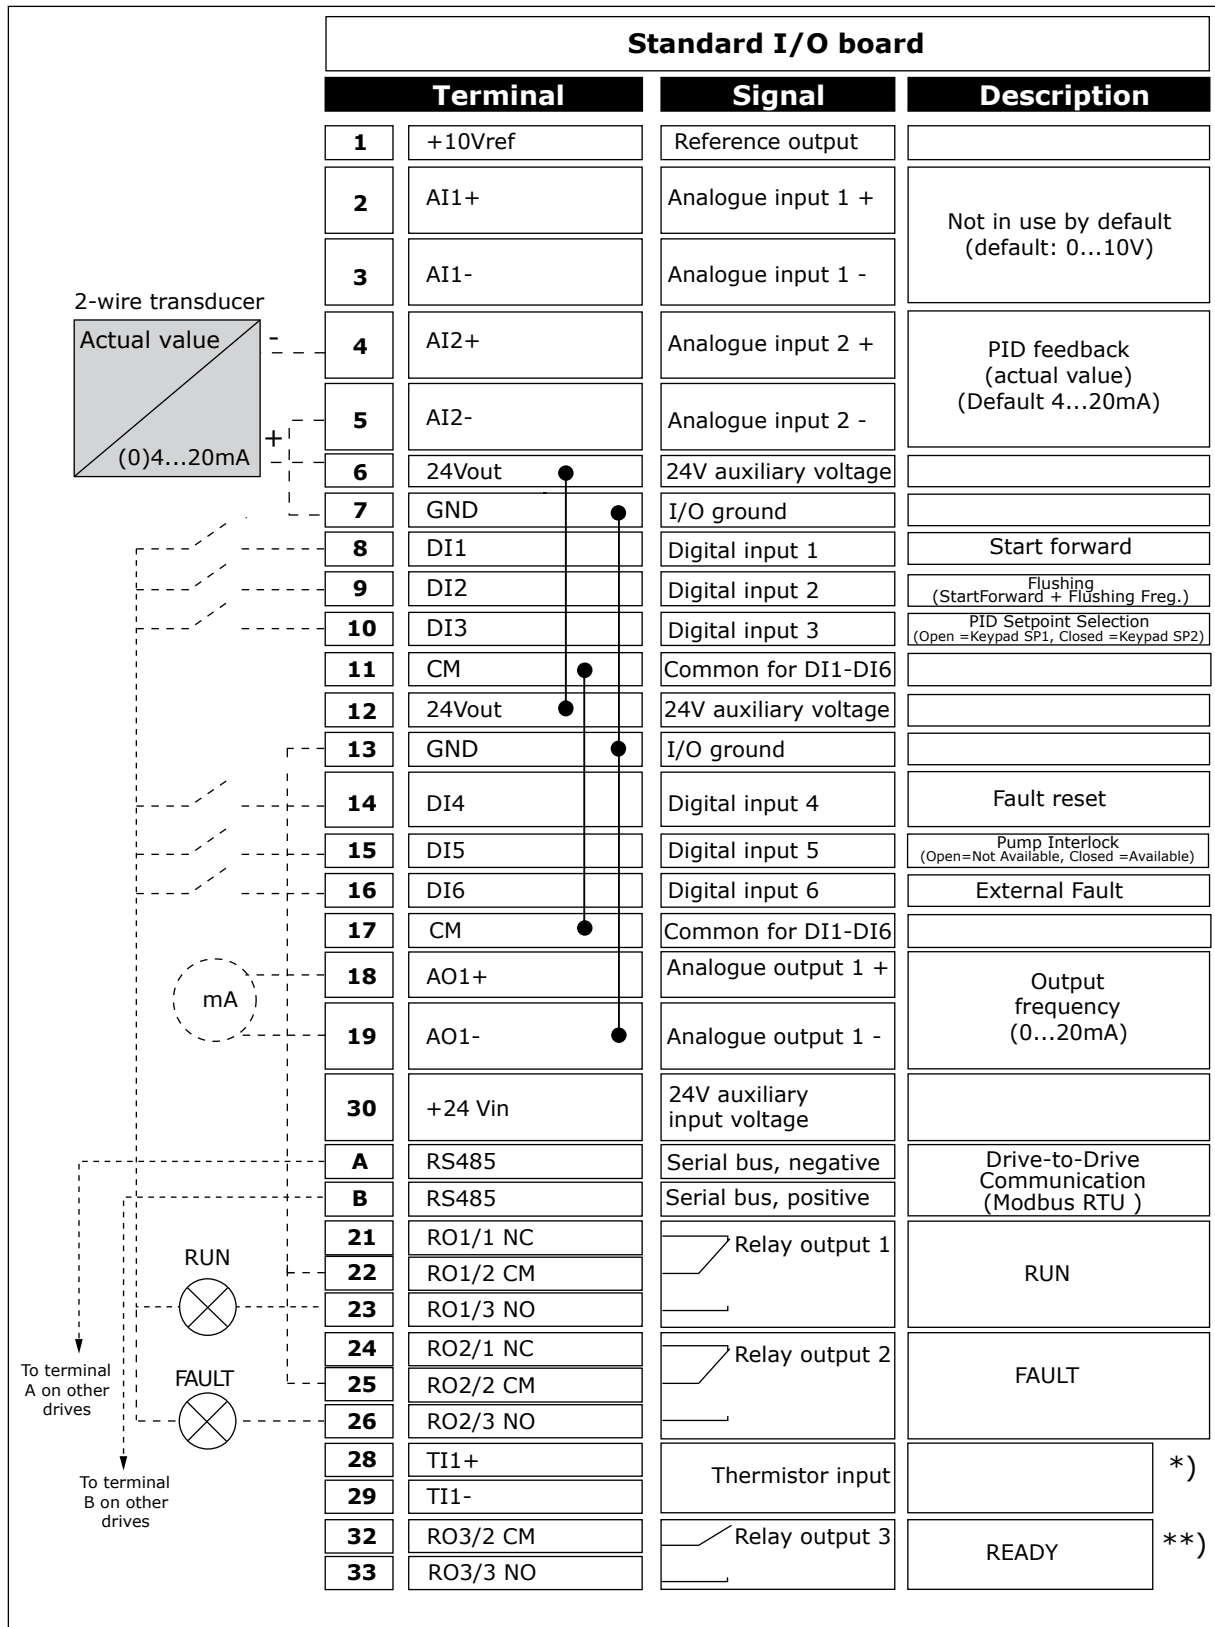 Standard I/O board
Terminal Signal Description
1 +10Vref Reference output
2 AI1+ Analogue input 1 +
Not in use by default
(default: 0...10V)
3 AI1- Analogue input 1 -
2-wire transducer
Actual value
-
+
(0)4...20mA
4 AI2+ Analogue input 2 +
PID feedback
(actual value)
(Default 4...20mA)
5 AI2- Analogue input 2 -
6 24Vout 24V auxiliary voltage
7 GND I/O ground
8 DI1 Digital input 1 Start forward
9 DI2 Digital input 2
Flushing
(StartForward + Flushing Freg.)
10 DI3 Digital input 3
PID Setpoint Selection
(Open =Keypad SP1, Closed =Keypad SP2)
11 CM Common for DI1-DI6
12 24Vout 24V auxiliary voltage
13 GND I/O ground
14 DI4 Digital input 4 Fault reset
15 DI5 Digital input 5
Pump Interlock
(Open=Not Available, Closed =Available)
16 DI6 Digital input 6 External Fault
17 CM Common for DI1-DI6
mA
18 AO1+ Analogue output 1 +
Output
frequency
(0...20mA)
19 AO1- Analogue output 1 -
30 +24 Vin 24V auxiliary
input voltage
A RS485 Serial bus, negative
Drive-to-Drive
Communication
(Modbus RTU )
B RS485 Serial bus, positive
21 RO1/1 NC Relay output 1
RUN
22 RO1/2 CM RUN
23 RO1/3 NO
24 RO2/1 NC Relay output 2
To terminal
A on other
drives
FAULT
25 RO2/2 CM FAULT
26 RO2/3 NO
28 TI1+ Thermistor input *)
To terminal
B on other
drives
29 TI1-
32 RO3/2 CM Relay output 3 READY **)
33 RO3/3 NO